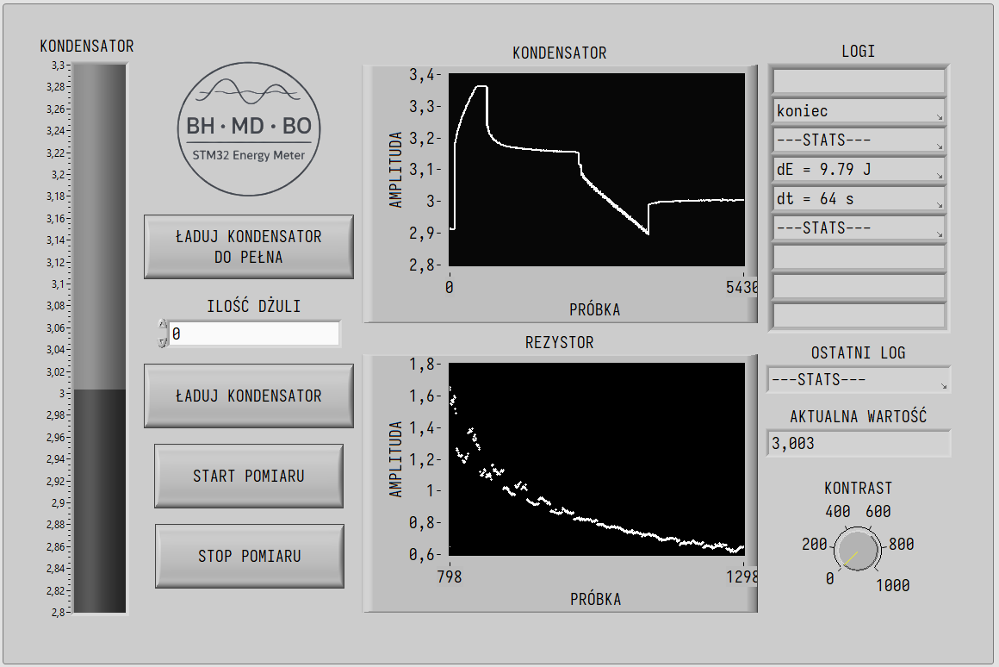 KONDENSATOR
3,3
3,28
3,26
3,24
3,22
3,2
3,18
3,16
3,14
3,12
3,1
3,08
3,06
3,04
3,02
3
2,98
2,96
2,94
2,92
2,9
2,88
2,86
2,84
2,82
2,8
BH · MD · BO
STM32 Energy Meter
ŁADUJ KONDENSATOR
DO PEŁNA
ILOŚĆ DŻULI
0
ŁADUJ KONDENSATOR
START POMIARU
STOP POMIARU
KONDENSATOR
AMPLITUDA
3,4
3,3
3,2
3,1
3
2,9
2,8
0
5430
PRÓBKA
REZYSTOR
AMPLITUDA
1,8
1,6
1,4
1,2
1
0,8
0,6
798
1298
PRÓBKA
LOGI
koniec
---STATS---
dE = 9.79 J
dt = 64 s
---STATS---
OSTATNI LOG
---STATS---
AKTUALNA WARTOŚĆ
3,003
KONTRAST
400 600
200 800
0 1000